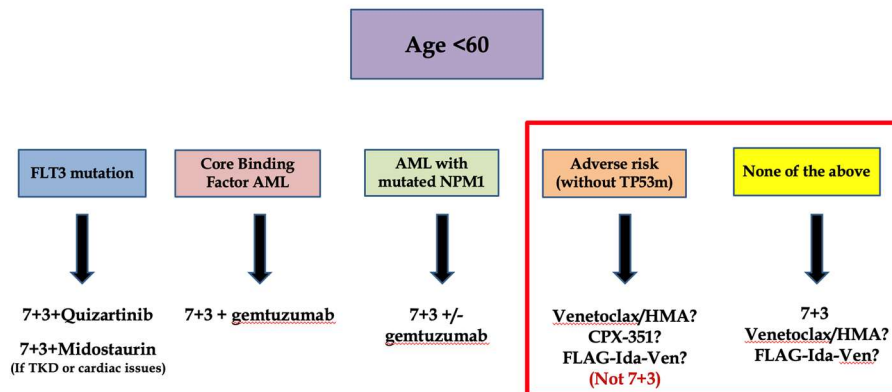 Age <60
FLT3 mutation
Core Binding
Factor AML
AML with
mutated NPM1
Adverse risk
(without TP53m)
None of the above
7+3+Quizartinib
7+3+Midostaurin
(If TKD or cardiac issues)
7+3 + gemtuzumab
7+3 +/-
gemtuzumab
Venetoclax/HMA?
CPX-351?
FLAG-Ida-Ven?
(Not 7+3)
7+3
Venetoclax/HMA?
FLAG-Ida-Ven?